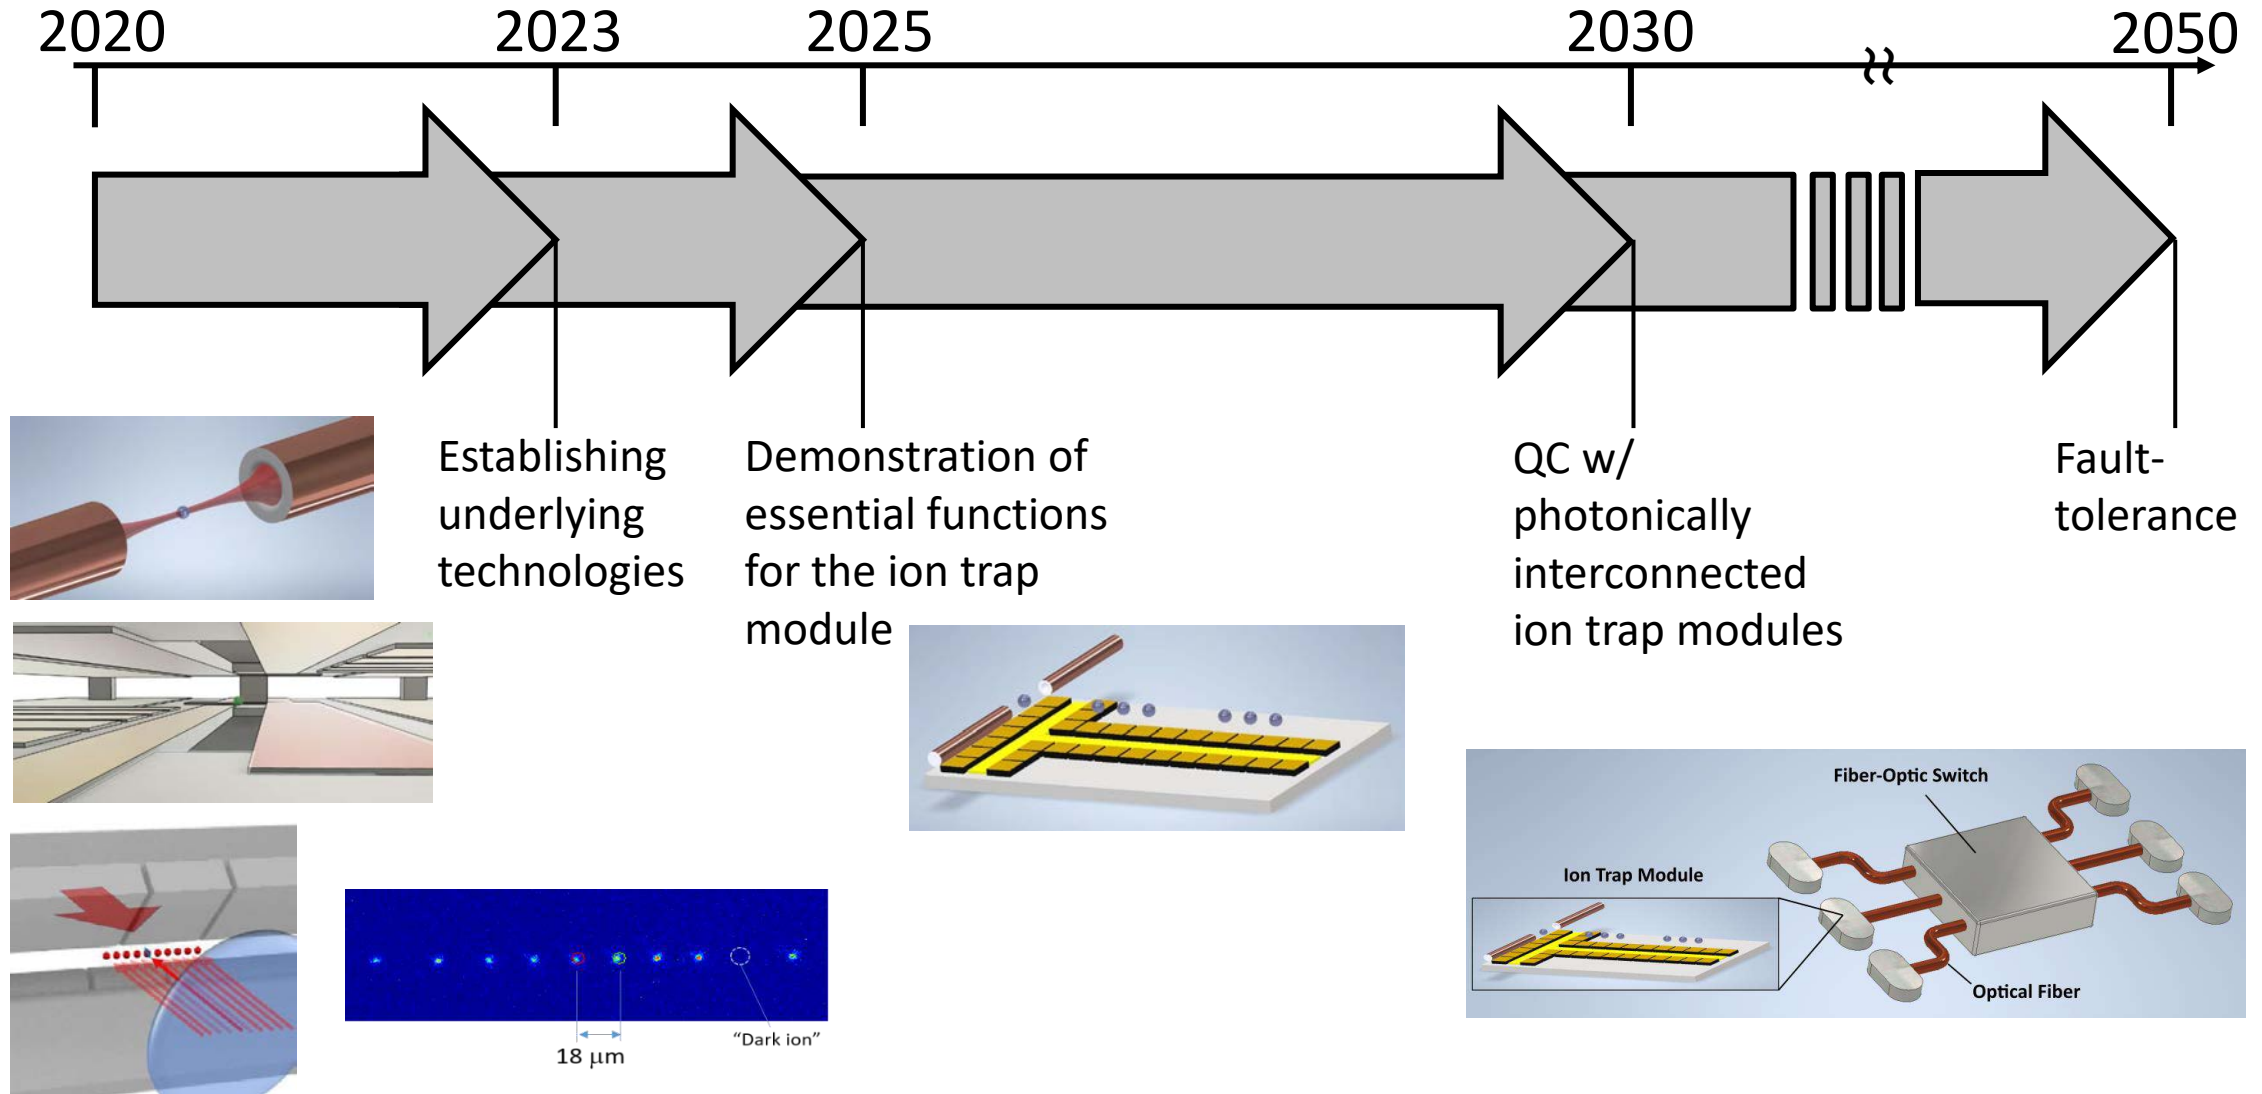 2020 2023 2025 2030 2050
Establishing
underlying
technologies
Demonstration of
essential functions
for the ion trap
module
QC w/
photonically
interconnected
ion trap modules
Fault-
tolerance
Fiber-Optic Switch
Ion Trap Module
Optical Fiber
18 μm
“Dark ion”